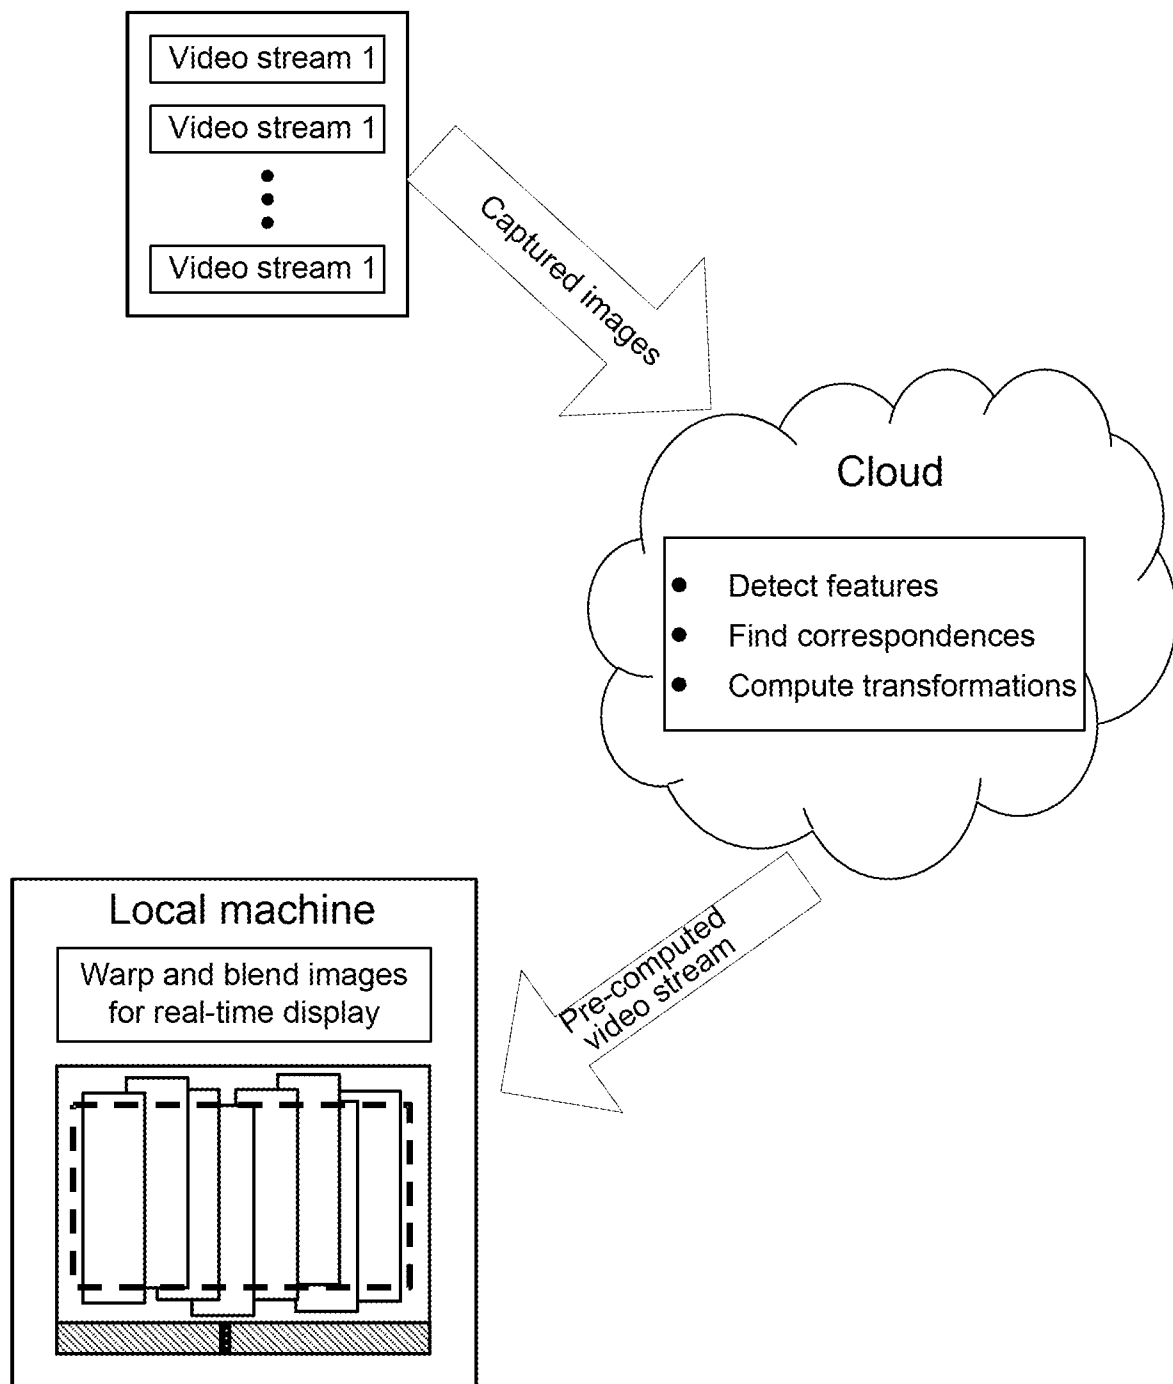 Video stream 1
Video stream 1
Video stream 1
Captured images
Cloud
● Detect features
● Find correspondences
● Compute transformations
Pre-computed
video stream
Local machine
Warp and blend images
for real-time display